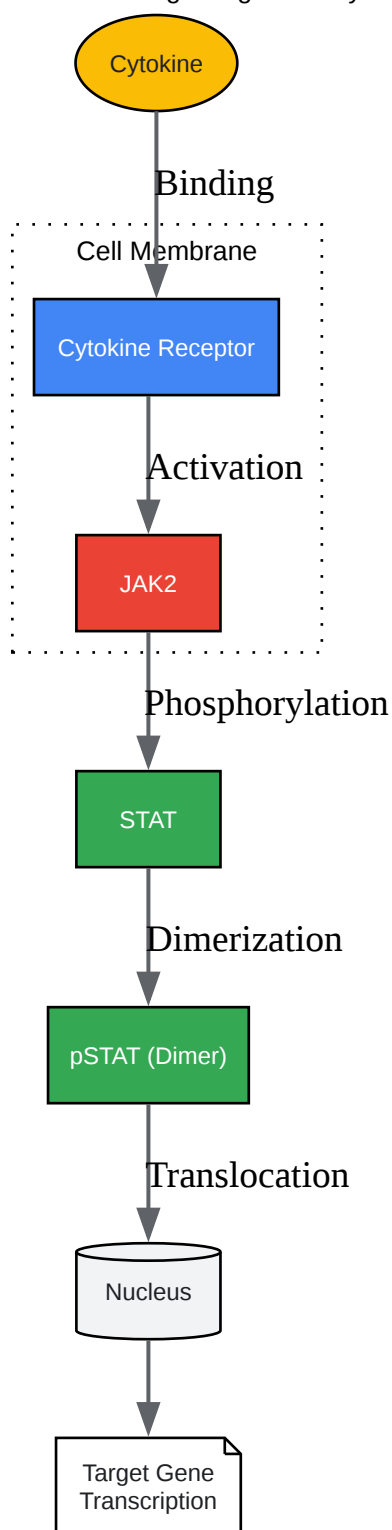 Cytokine
Binding
Cell Membrane
Cytokine Receptor
Activation
JAK2
Phosphorylation
STAT
Dimerization
pSTAT (Dimer)
Translocation
Nucleus
Target Gene
Transcription